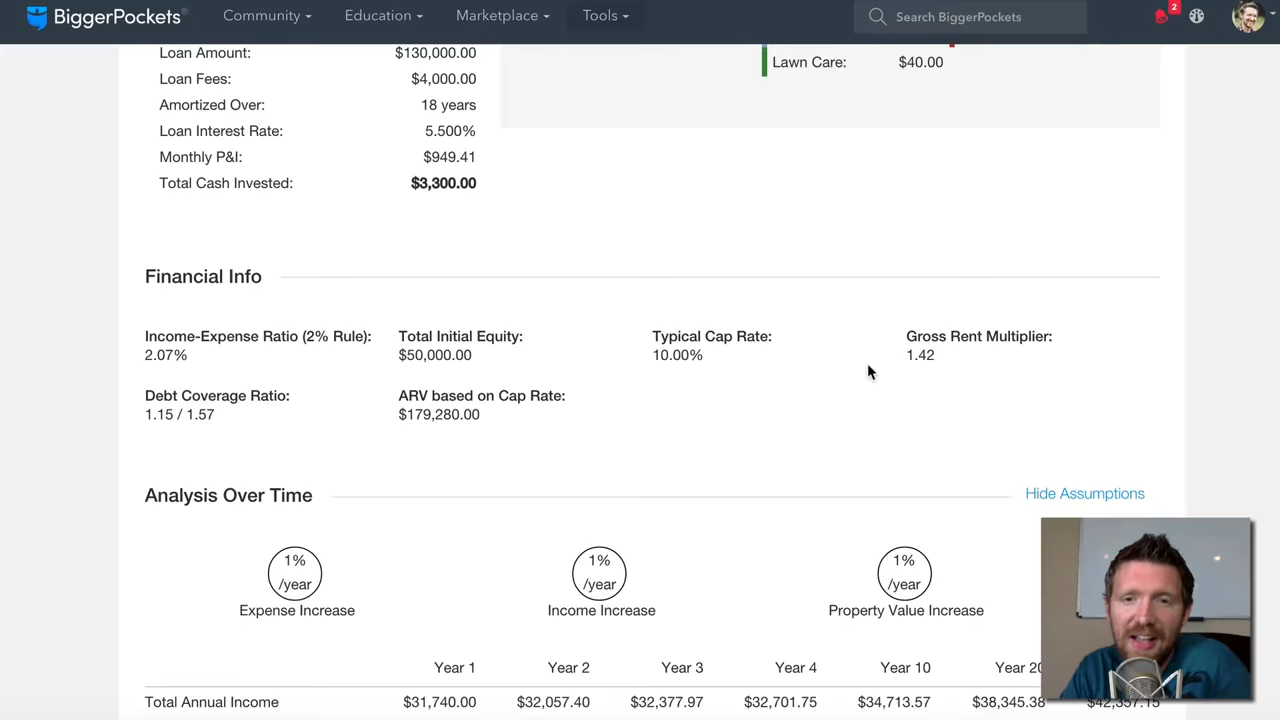 BiggerPockets Community Education Marketplace Tools Search BiggerPockets 2
Loan Amount: $130,000.00
Lawn Care: $40.00
Loan Fees: $4,000.00
Amortized Over: 18 years
Loan Interest Rate: 5.500%
Monthly P&I: $949.41
Total Cash Invested: $3,300.00
Financial Info
Income-Expense Ratio (2% Rule): Total Initial Equity: Typical Cap Rate: Gross Rent Multiplier:
2.07% $50,000.00 10.00% 1.42
Debt Coverage Ratio: ARV based on Cap Rate:
1.15 / 1.57 $179,280.00
Analysis Over Time Hide Assumptions
1% 1% 1%
/year /year /year
Expense Increase Income Increase Property Value Increase
Year 1 Year 2 Year 3 Year 4 Year 10 Year 20
Total Annual Income $31,740.00 $32,057.40 $32,377.97 $32,701.75 $34,713.57 $38,345.38 $42,357.15